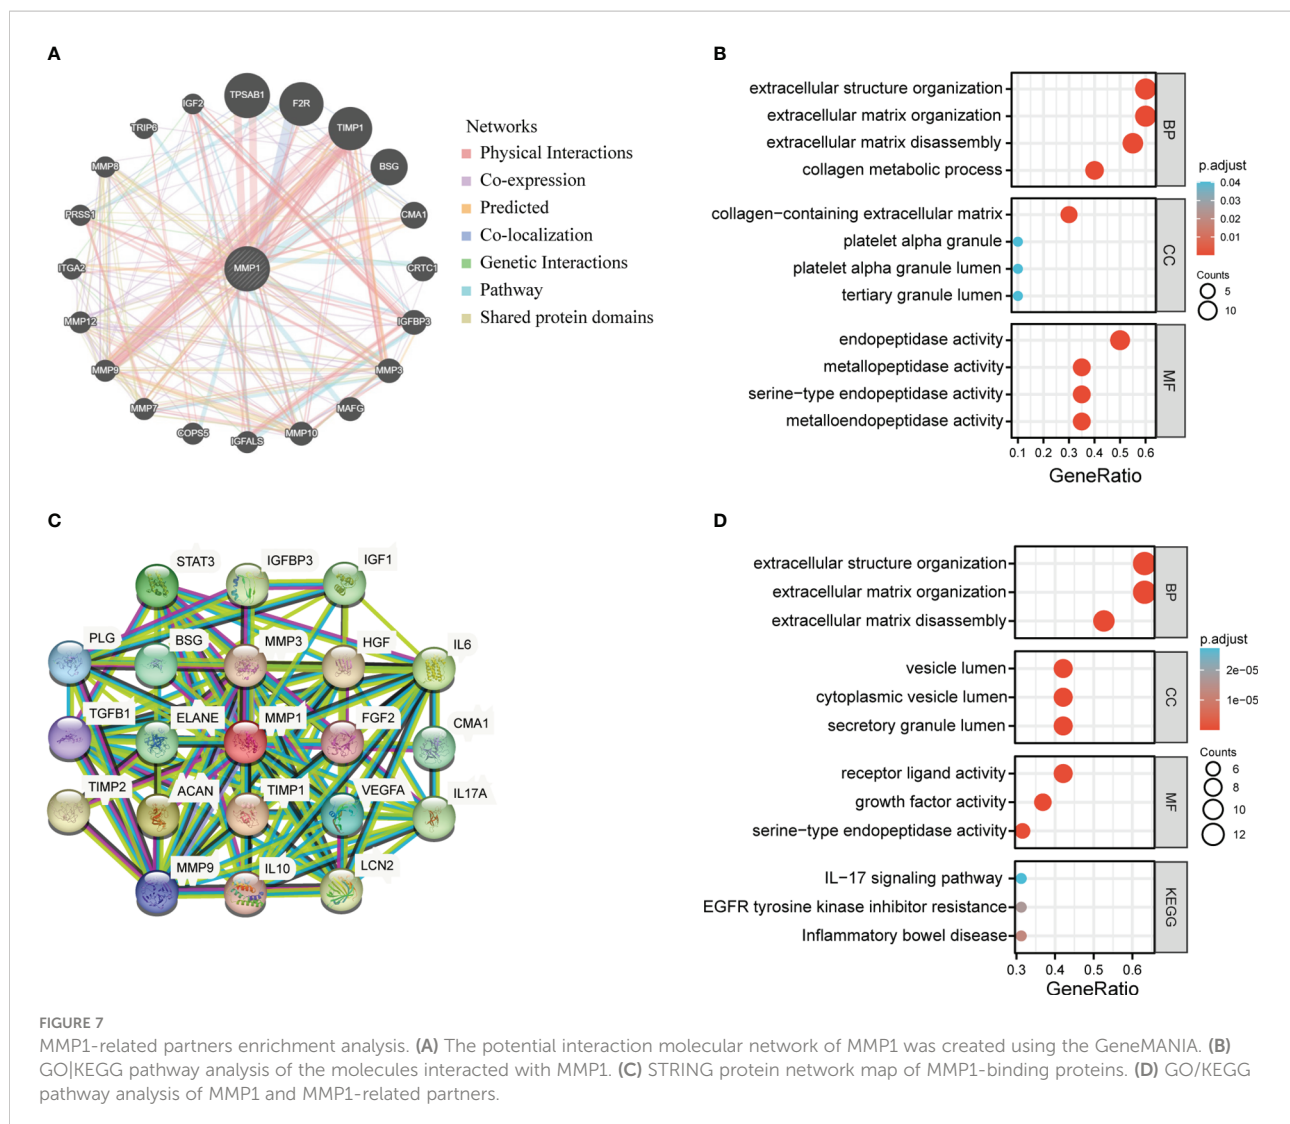 A
TPSAB1
F2R
TIMP1
BSG
CMA1
CRTC1
IGFBP3
MMP3
MAFG
MMP10
IGFALS
COPS5
MMP7
MMP9
MMP12
ITGA2
PRSS1
MMP8
TRIP6
IGF2
MMP1
Networks
Physical Interactions
Co-expression
Predicted
Co-localization
Genetic Interactions
Pathway
Shared protein domains
B
extracellular structure organization
extracellular matrix organization
extracellular matrix disassembly
collagen metabolic process
BP
collagen-containing extracellular matrix
platelet alpha granule
platelet alpha granule lumen
tertiary granule lumen
CC
endopeptidase activity
metallopeptidase activity
serine-type endopeptidase activity
metalloendopeptidase activity
MF
0.1 0.2 0.3 0.4 0.5 0.6
GeneRatio
p.adjust
0.04
0.03
0.02
0.01
Counts
5
10
C
STAT3 IGFBP3 IGF1
PLG BSG MMP3 HGF IL6
TGFB1 ELANE MMP1 FGF2 CMA1
TIMP2 ACAN TIMP1 VEGFA IL17A
MMP9 IL10 LCN2
D
extracellular structure organization
extracellular matrix organization
extracellular matrix disassembly
BP
vesicle lumen
cytoplasmic vesicle lumen
secretory granule lumen
CC
receptor ligand activity
growth factor activity
serine-type endopeptidase activity
MF
IL-17 signaling pathway
EGFR tyrosine kinase inhibitor resistance
Inflammatory bowel disease
KEGG
0.3 0.4 0.5 0.6
GeneRatio
p.adjust
2e-05
1e-05
Counts
6
8
10
12
FIGURE 7
MMP1-related partners enrichment analysis. (A) The potential interaction molecular network of MMP1 was created using the GeneMANIA. (B)
GO|KEGG pathway analysis of the molecules interacted with MMP1. (C) STRING protein network map of MMP1-binding proteins. (D) GO/KEGG
pathway analysis of MMP1 and MMP1-related partners.